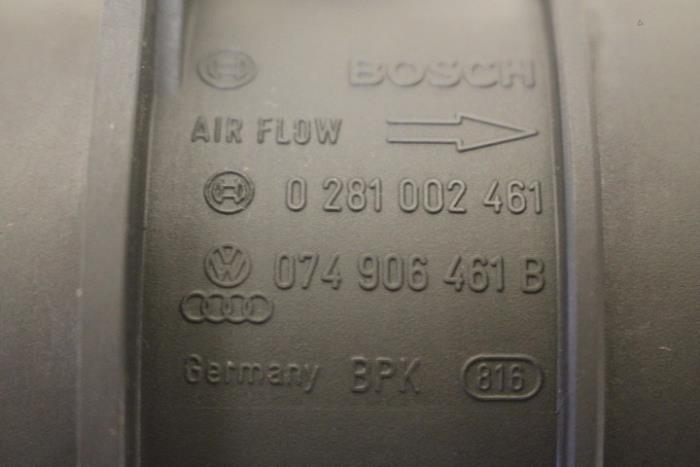 BOSCH
AIR FLOW
0 281 002 461
074 906 461 B
Germany BPK 816